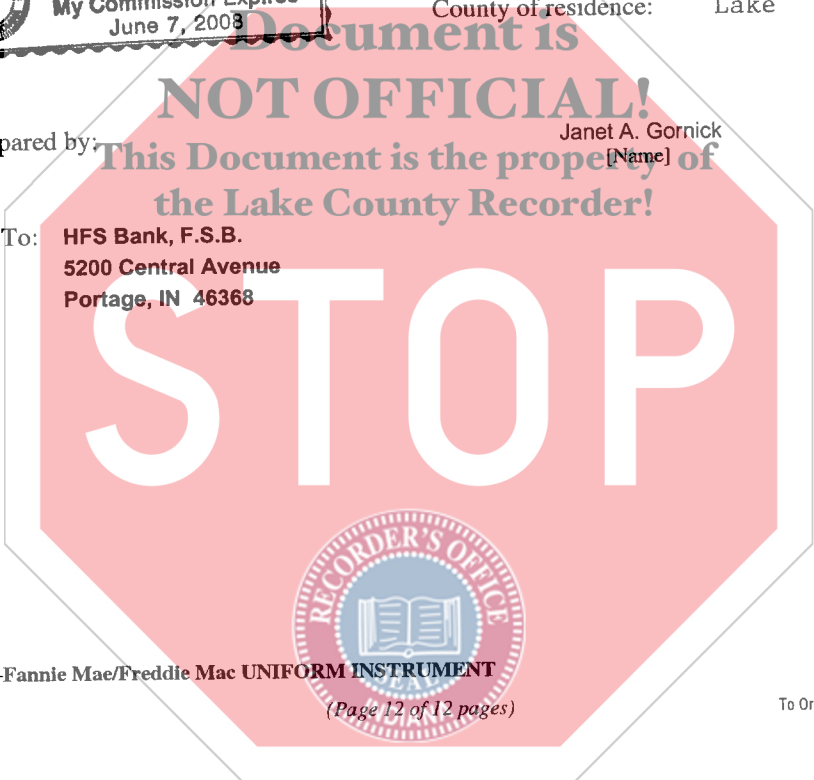 My Commission Expires
June 7, 2008
County of residence: Lake
Document is
NOT OFFICIAL!
This Document is the property of
the Lake County Recorder!
pared by:
Janet A. Gornick
[Name]
To: HFS Bank, F.S.B.
5200 Central Avenue
Portage, IN 46368
STOP
RECORDER'S OFFICE
SEAL
INDIANA
-Fannie Mae/Freddie Mac UNIFORM INSTRUMENT
(Page 12 of 12 pages)
To Or